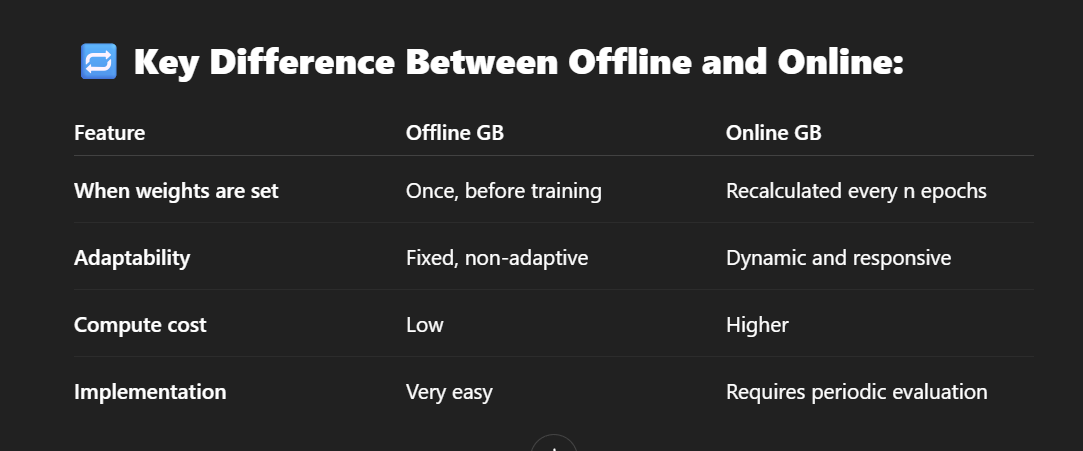 🔁 Key Difference Between Offline and Online:
Feature Offline GB Online GB
When weights are set Once, before training Recalculated every n epochs
Adaptability Fixed, non-adaptive Dynamic and responsive
Compute cost Low Higher
Implementation Very easy Requires periodic evaluation